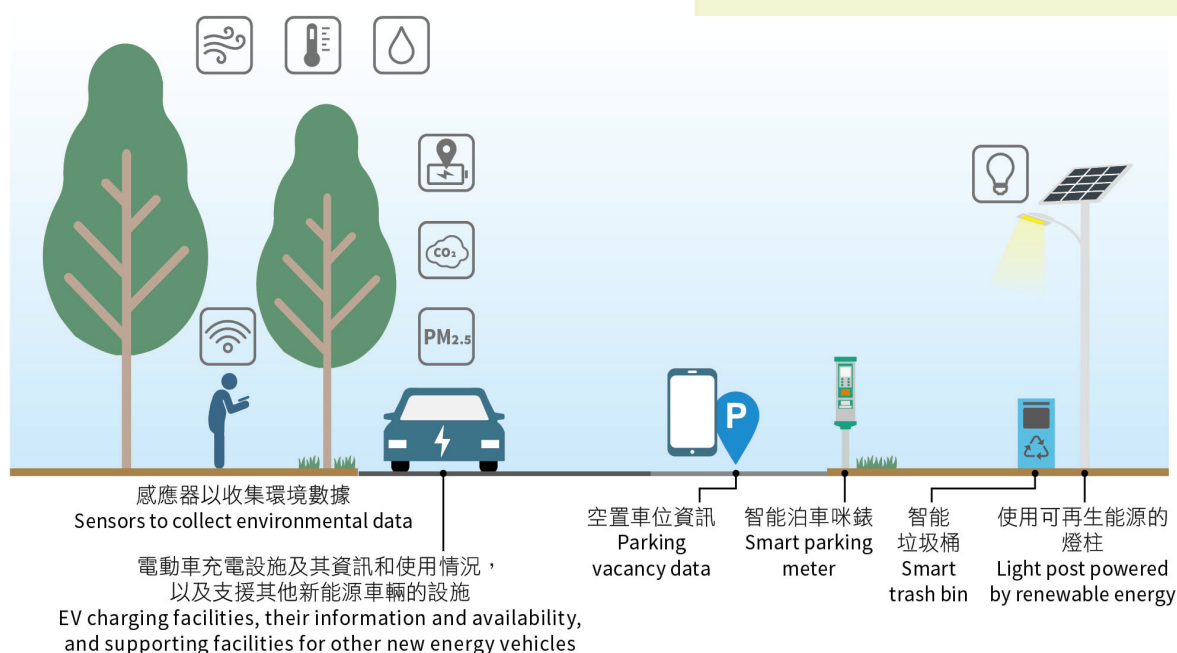 CO₂
PM2.5
P
感應器以收集環境數據
Sensors to collect environmental data
電動車充電設施及其資訊和使用情況，
以及支援其他新能源車輛的設施
EV charging facilities, their information and availability,
and supporting facilities for other new energy vehicles
空置車位資訊
Parking
vacancy data
智能泊車咪錶
Smart parking
meter
智能
垃圾桶
Smart
trash bin
使用可再生能源的
燈柱
Light post powered
by renewable energy